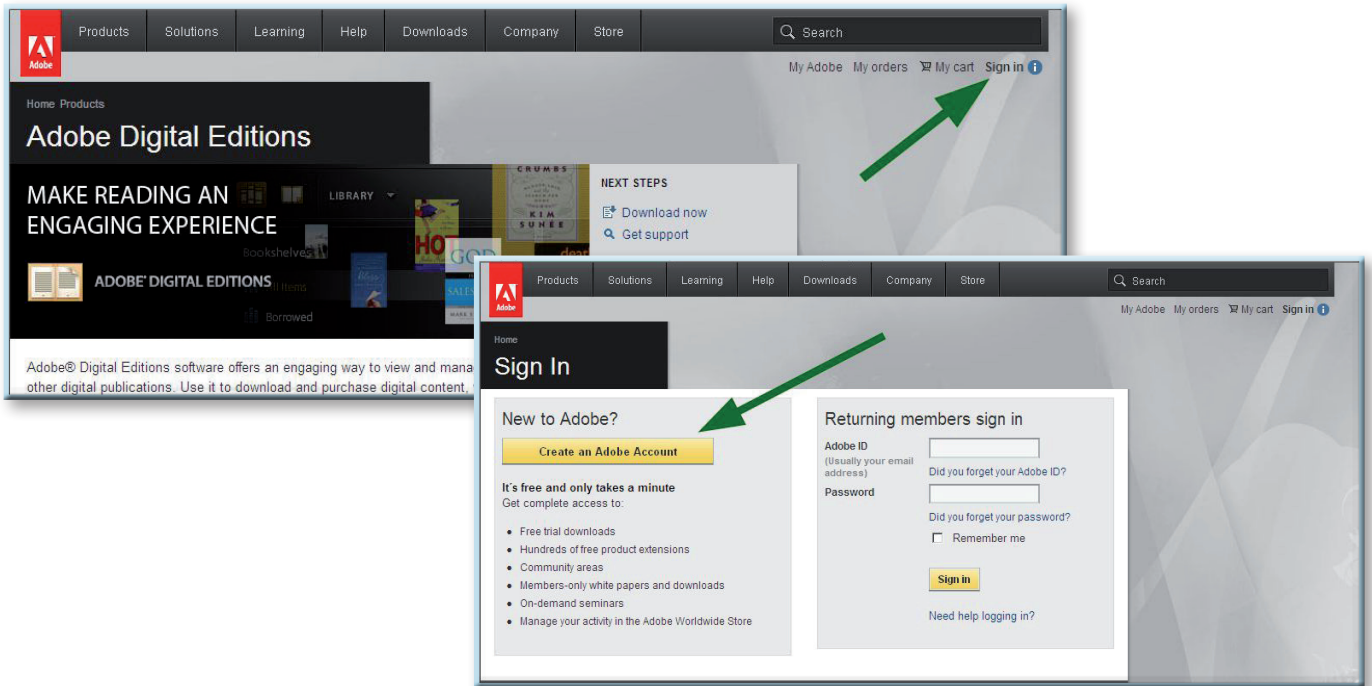 Adobe
Products Solutions Learning Help Downloads Company Store
Search
My Adobe My orders My cart Sign in
Home Products
Adobe Digital Editions
MAKE READING AN
ENGAGING EXPERIENCE
ADOBE® DIGITAL EDITIONS
LIBRARY
Bookshelves
Items
Borrowed
CRUMBS
KIM
SUNÉE
HOT
GOD
Bliss
SALES
MARK
dear
NEXT STEPS
Download now
Get support
Adobe® Digital Editions software offers an engaging way to view and mana
other digital publications. Use it to download and purchase digital content,
Adobe
Products Solutions Learning Help Downloads Company Store
Search
My Adobe My orders My cart Sign in
Home
Sign In
New to Adobe?
Create an Adobe Account
It's free and only takes a minute
Get complete access to:
• Free trial downloads
• Hundreds of free product extensions
• Community areas
• Members-only white papers and downloads
• On-demand seminars
• Manage your activity in the Adobe Worldwide Store
Returning members sign in
Adobe ID
(Usually your email
address)
Did you forget your Adobe ID?
Password
Did you forget your password?
Remember me
Sign in
Need help logging in?